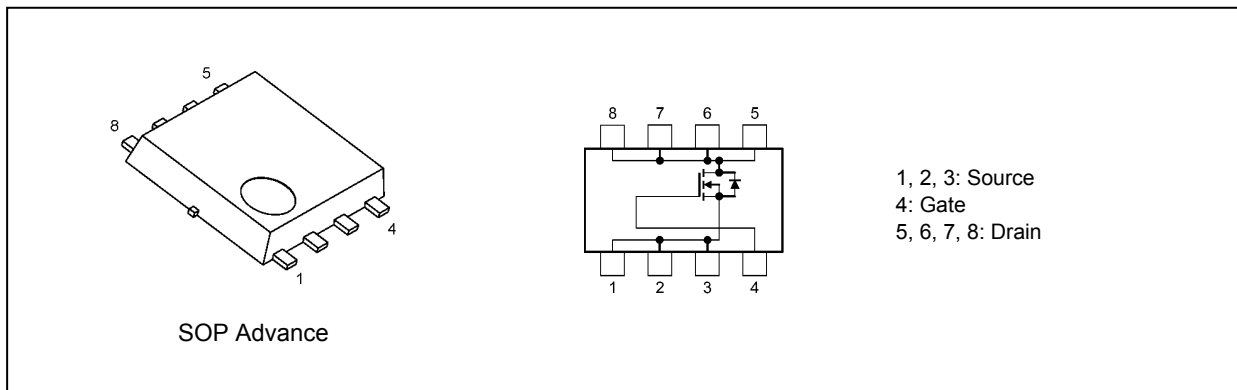 5
8
4
1
SOP Advance
8 7 6 5
1 2 3 4
1, 2, 3: Source
4: Gate
5, 6, 7, 8: Drain